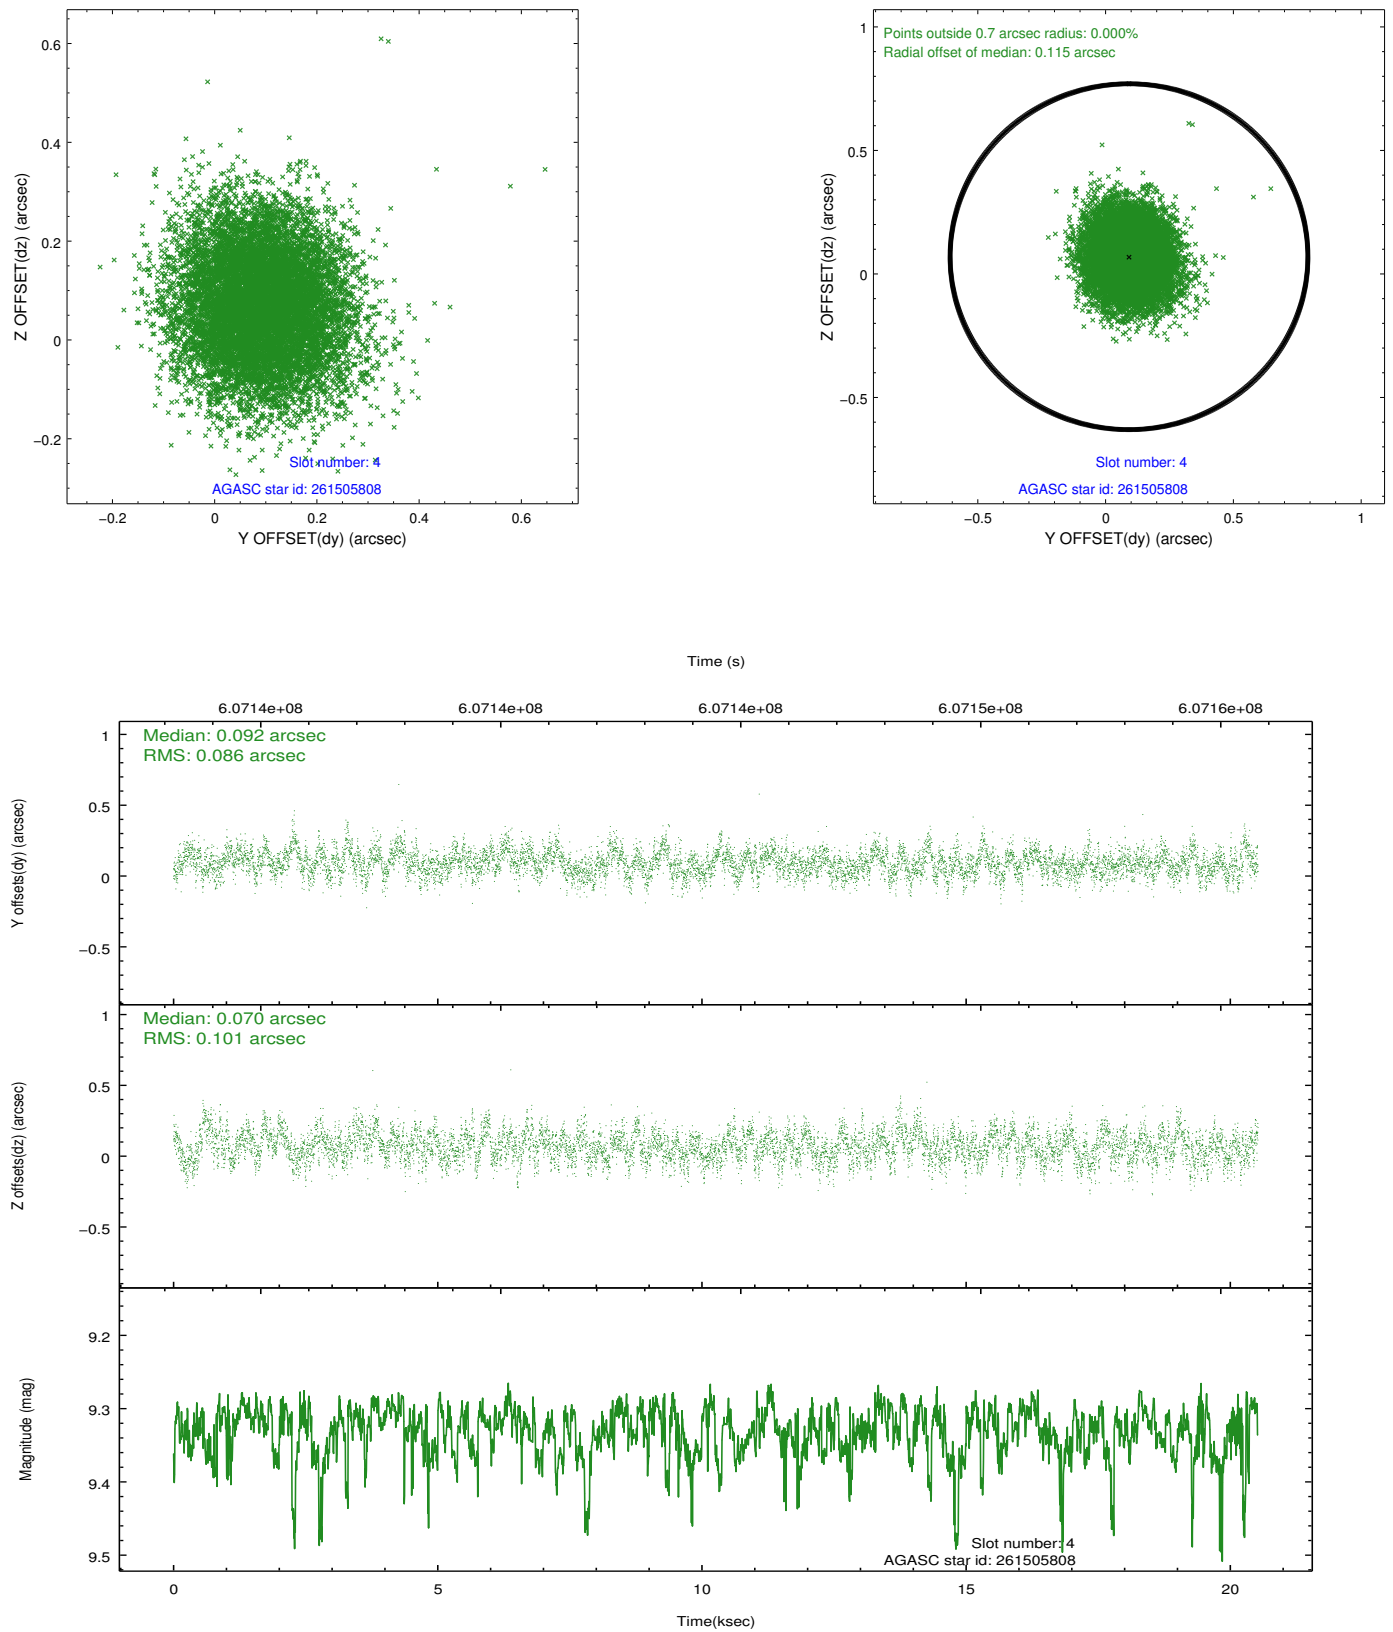 Points outside 0.7 arcsec radius: 0.000%
Radial offset of median: 0.115 arcsec
0.6
0.4
0.2
0
−0.2
Z OFFSET(dz) (arcsec)
Slot number: 4
AGASC star id: 261505808
−0.2 0 0.2 0.4 0.6
Y OFFSET(dy) (arcsec)
1
0.5
0
−0.5
Z OFFSET(dz) (arcsec)
Slot number: 4
AGASC star id: 261505808
−0.5 0 0.5 1
Y OFFSET(dy) (arcsec)
Time (s)
6.0714e+08 6.0714e+08 6.0714e+08 6.0715e+08 6.0716e+08
Median: 0.092 arcsec
RMS: 0.086 arcsec
1
0.5
0
−0.5
Y offsets(dy) (arcsec)
Median: 0.070 arcsec
RMS: 0.101 arcsec
1
0.5
0
−0.5
Z offsets(dz) (arcsec)
9.2
9.3
9.4
9.5
Magnitude (mag)
Slot number: 4
AGASC star id: 261505808
0 5 10 15 20
Time(ksec)